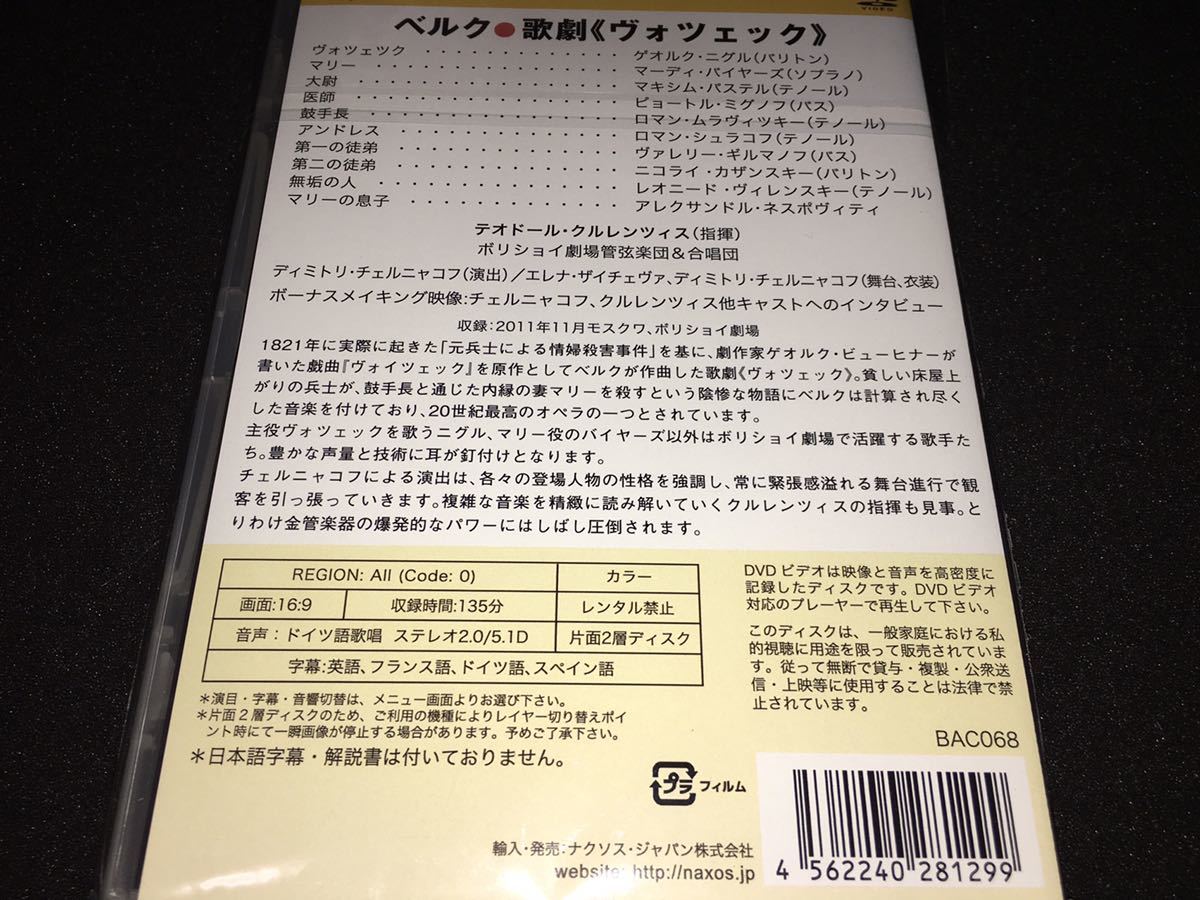 VIDEO
ベルク●歌劇《ヴォツェック》
ヴォツェツク ・・・・・・・・・・・・・ ゲオルク・ニグル(バリトン)
マリー ・・・・・・・・・・・・・・・ マーディ・バイヤーズ(ソプラノ)
大尉 ・・・・・・・・・・・・・・・・ マキシム・パステル(テノール)
医師 ・・・・・・・・・・・・・・・・ ピョートル・ミグノフ(バス)
鼓手長 ・・・・・・・・・・・・・・・ ロマン・ムラヴィツキー(テノール)
アンドレス ・・・・・・・・・・・・・ ロマン・シュラコフ(テノール)
第一の徒弟 ・・・・・・・・・・・・・ ヴァレリー・ギルマノフ(バス)
第二の徒弟 ・・・・・・・・・・・・・ ニコライ・カザンスキー(バリトン)
無垢の人 ・・・・・・・・・・・・・・ レオニード・ヴィレンスキー(テノール)
マリーの息子 ・・・・・・・・・・・・ アレクサンドル・ネスポヴィティ
テオドール・クルレンツィス(指揮)
ボリショイ劇場管弦楽団&合唱団
ディミトリ・チェルニャコフ(演出)/エレナ・ザイチェヴァ、ディミトリ・チェルニャコフ(舞台、衣装)
ボーナスメイキング映像:チェルニャコフ、クルレンツィス他キャストへのインタビュー
収録:2011年11月モスクワ、ボリショイ劇場
1821年に実際に起きた「元兵士による情婦殺害事件」を基に、劇作家ゲオルク・ビューヒナーが
書いた戯曲『ヴォイツェック』を原作としてベルクが作曲した歌劇《ヴォツェック》。貧しい床屋上
がりの兵士が、鼓手長と通じた内縁の妻マリーを殺すという陰惨な物語にベルクは計算され尽く
した音楽を付けており、20世紀最高のオペラの一つとされています。
主役ヴォツェックを歌うニグル、マリー役のバイヤーズ以外はボリショイ劇場で活躍する歌手た
ち。豊かな声量と技術に耳が釘付けとなります。
チェルニャコフによる演出は、各々の登場人物の性格を強調し、常に緊張感溢れる舞台進行で観
客を引っ張っていきます。複雑な音楽を精緻に読み解いていくクルレンツィスの指揮も見事。と
りわけ金管楽器の爆発的なパワーにはしばし圧倒されます。
REGION: All (Code: 0) カラー
画面:16:9 収録時間:135分 レンタル禁止
音声:ドイツ語歌唱 ステレオ2.0/5.1D 片面2層ディスク
字幕:英語、フランス語、ドイツ語、スペイン語
*演目・字幕・音響切替は、メニュー画面よりお選び下さい。
*片面2層ディスクのため、ご利用の機種によりレイヤー切り替えポイ
ント時にて一瞬画像が停止する場合があります。予めご了承下さい。
*日本語字幕・解説書は付いておりません。
DVDビデオは映像と音声を高密度に
記録したディスクです。DVDビデオ
対応のプレーヤーで再生して下さい。
このディスクは、一般家庭における私
的視聴に用途を限って販売されていま
す。従って無断で貸与・複製・公衆送
信・上映等に使用することは法律で禁
止されています。
BAC068
プラ フィルム
輸入・発売:ナクソス・ジャパン株式会社
website: http://naxos.jp
4 562240 281299